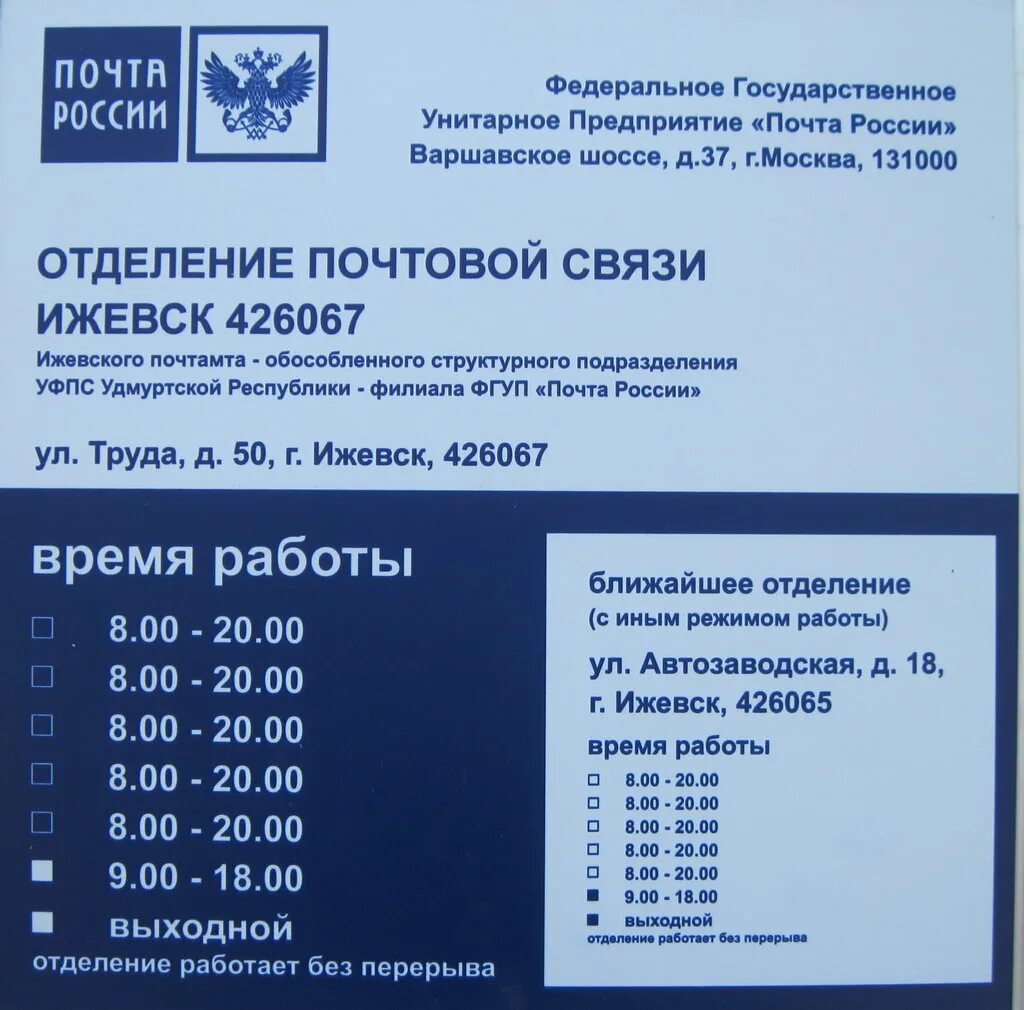 ПОЧТА
РОССИИ
Федеральное Государственное
Унитарное Предприятие «Почта России»
Варшавское шоссе, д.37, г.Москва, 131000
ОТДЕЛЕНИЕ ПОЧТОВОЙ СВЯЗИ
ИЖЕВСК 426067
Ижевского почтамта - обособленного структурного подразделения
УФПС Удмуртской Республики - филиала ФГУП «Почта России»
ул. Труда, д. 50, г. Ижевск, 426067
время работы
8.00 - 20.00
8.00 - 20.00
8.00 - 20.00
8.00 - 20.00
8.00 - 20.00
9.00 - 18.00
выходной
отделение работает без перерыва
ближайшее отделение
(с иным режимом работы)
ул. Автозаводская, д. 18,
г. Ижевск, 426065
время работы
8.00 - 20.00
8.00 - 20.00
8.00 - 20.00
8.00 - 20.00
8.00 - 20.00
9.00 - 18.00
выходной
отделение работает без перерыва